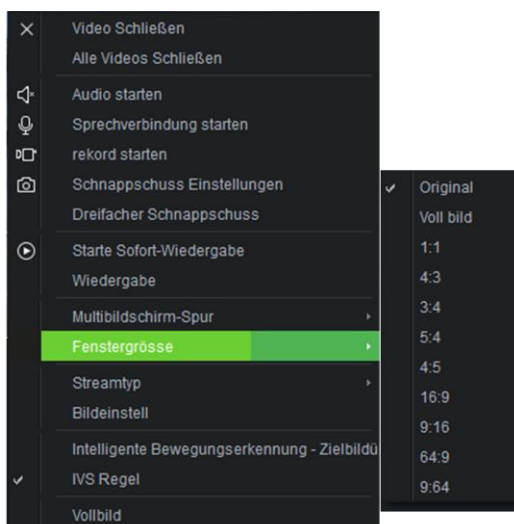 Video Schließen
Alle Videos Schließen
Audio starten
Sprechverbindung starten
rekord starten
Schnappschuss Einstellungen
Dreifacher Schnappschuss
Starte Sofort-Wiedergabe
Wiedergabe
Multibildschirm-Spur
Fenstergrösse
Streamtyp
Bildeinstell
Intelligente Bewegungserkennung - Zielbildü
IVS Regel
Vollbild
Original
Voll bild
1:1
4:3
3:4
5:4
4:5
16:9
9:16
64:9
9:64